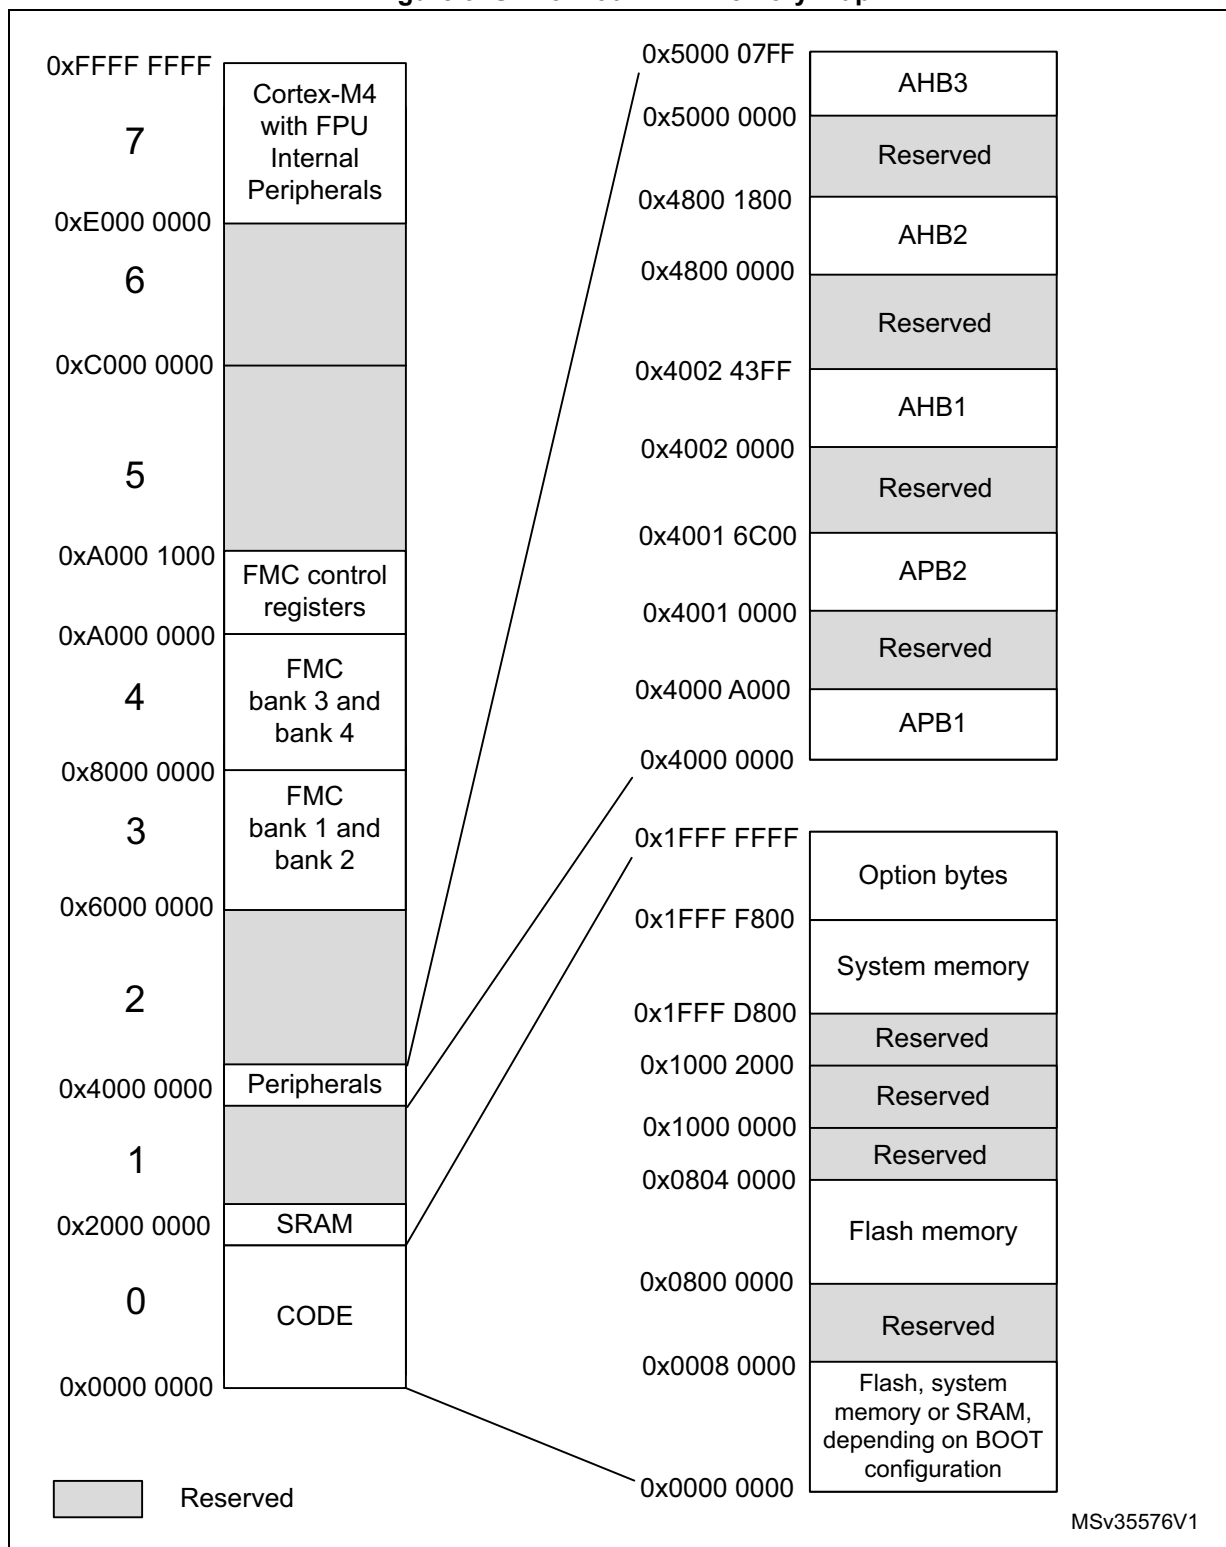 0xFFFF FFFF
Cortex-M4
with FPU
Internal
Peripherals
7
0xE000 0000
6
0xC000 0000
5
0xA000 1000
FMC control
registers
0xA000 0000
FMC
bank 3 and
bank 4
4
0x8000 0000
FMC
bank 1 and
bank 2
3
0x6000 0000
2
Peripherals
0x4000 0000
1
0x2000 0000
SRAM
0
CODE
0x0000 0000
Reserved
0x5000 07FF
AHB3
0x5000 0000
Reserved
0x4800 1800
AHB2
0x4800 0000
Reserved
0x4002 43FF
AHB1
0x4002 0000
Reserved
0x4001 6C00
APB2
0x4001 0000
Reserved
0x4000 A000
APB1
0x4000 0000
0x1FFF FFFF
Option bytes
0x1FFF F800
System memory
0x1FFF D800
Reserved
0x1000 2000
Reserved
0x1000 0000
Reserved
0x0804 0000
Flash memory
0x0800 0000
Reserved
0x0008 0000
Flash, system
memory or SRAM,
depending on BOOT
configuration
0x0000 0000
MSv35576V1